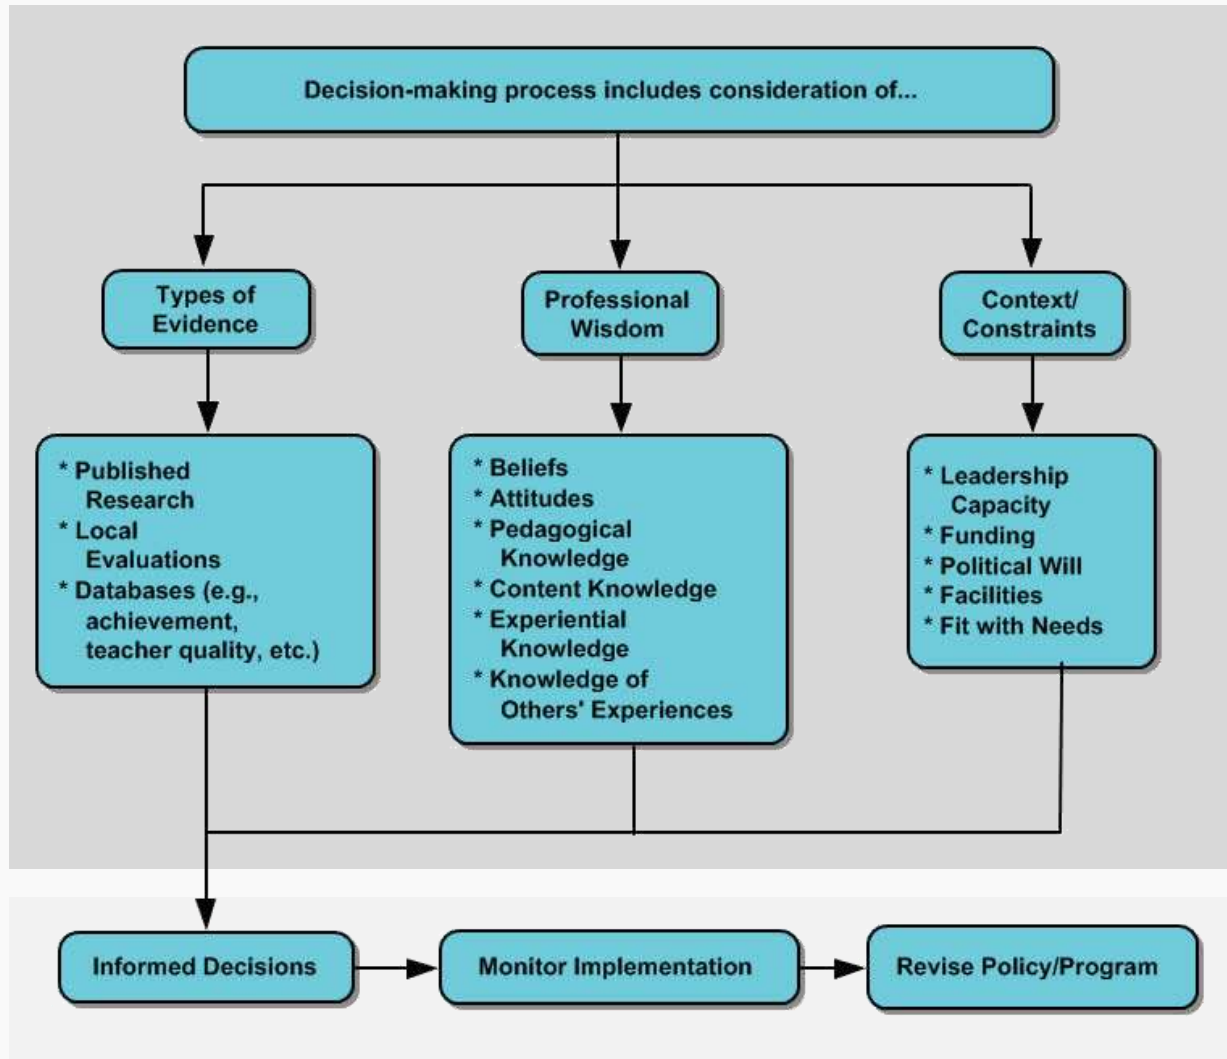 Decision-making process includes consideration of...
Types of
Evidence
Professional
Wisdom
Context/
Constraints
* Published
Research
* Local
Evaluations
* Databases (e.g.,
achievement,
teacher quality, etc.)
* Beliefs
* Attitudes
* Pedagogical
Knowledge
* Content Knowledge
* Experiential
Knowledge
* Knowledge of
Others' Experiences
* Leadership
Capacity
* Funding
* Political Will
* Facilities
* Fit with Needs
Informed Decisions
Monitor Implementation
Revise Policy/Program